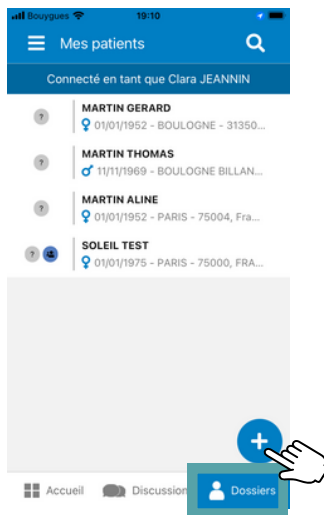 Bouygues 19:10
Mes patients
Connecté en tant que Clara JEANNIN
? MARTIN GERARD
01/01/1952 - BOULOGNE - 31350...
? MARTIN THOMAS
11/11/1969 - BOULOGNE BILLAN...
? MARTIN ALINE
01/01/1952 - PARIS - 75004, Fra...
? SOLEIL TEST
01/01/1975 - PARIS - 75000, FRA...
+
Accueil Discussion Dossiers